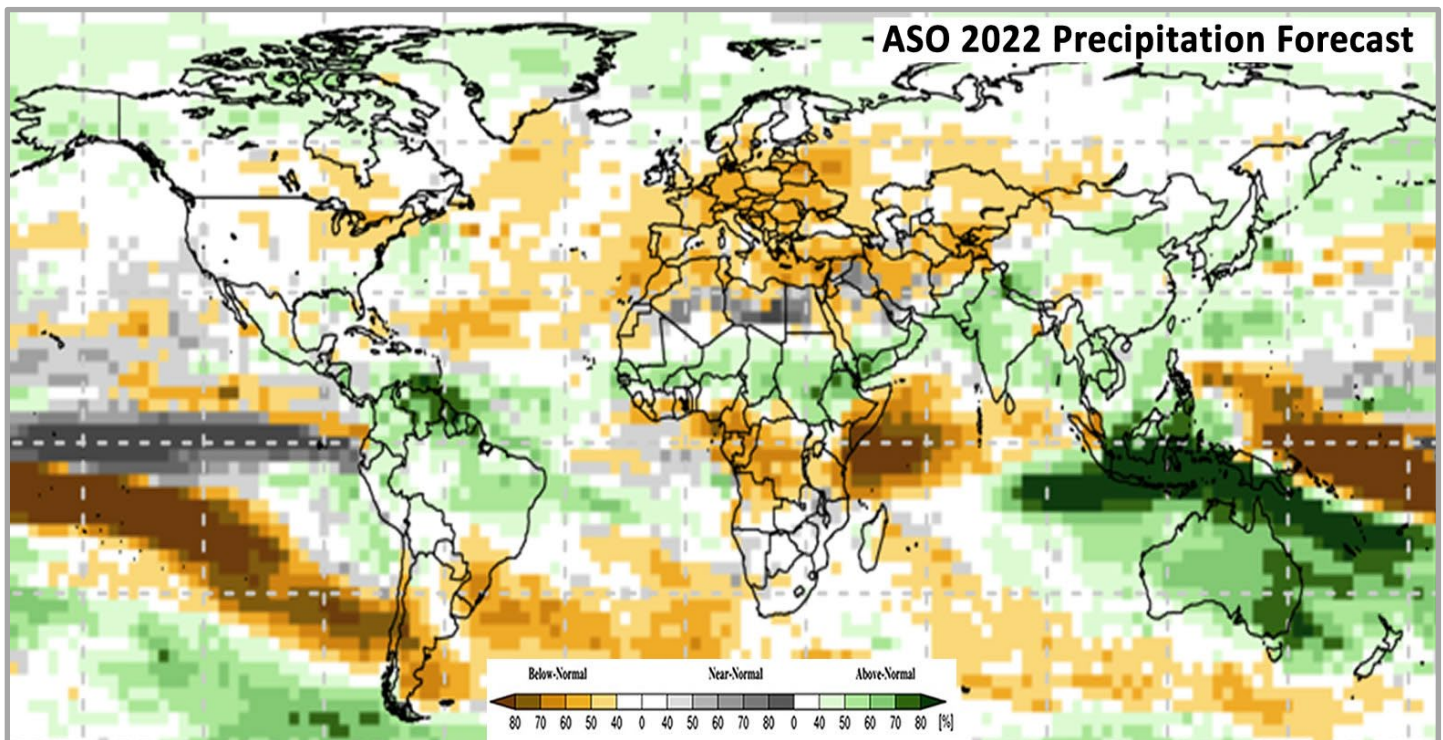 ASO 2022 Precipitation Forecast
Below-Normal Near-Normal Above-Normal
80 70 60 50 40 0 40 50 60 70 80 0 40 50 60 70 80 [%]